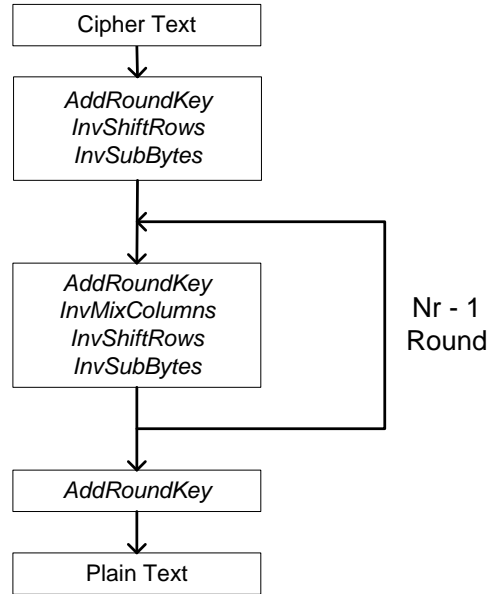 Cipher Text
AddRoundKey
InvShiftRows
InvSubBytes
AddRoundKey
InvMixColumns
InvShiftRows
InvSubBytes
Nr - 1
Round
AddRoundKey
Plain Text